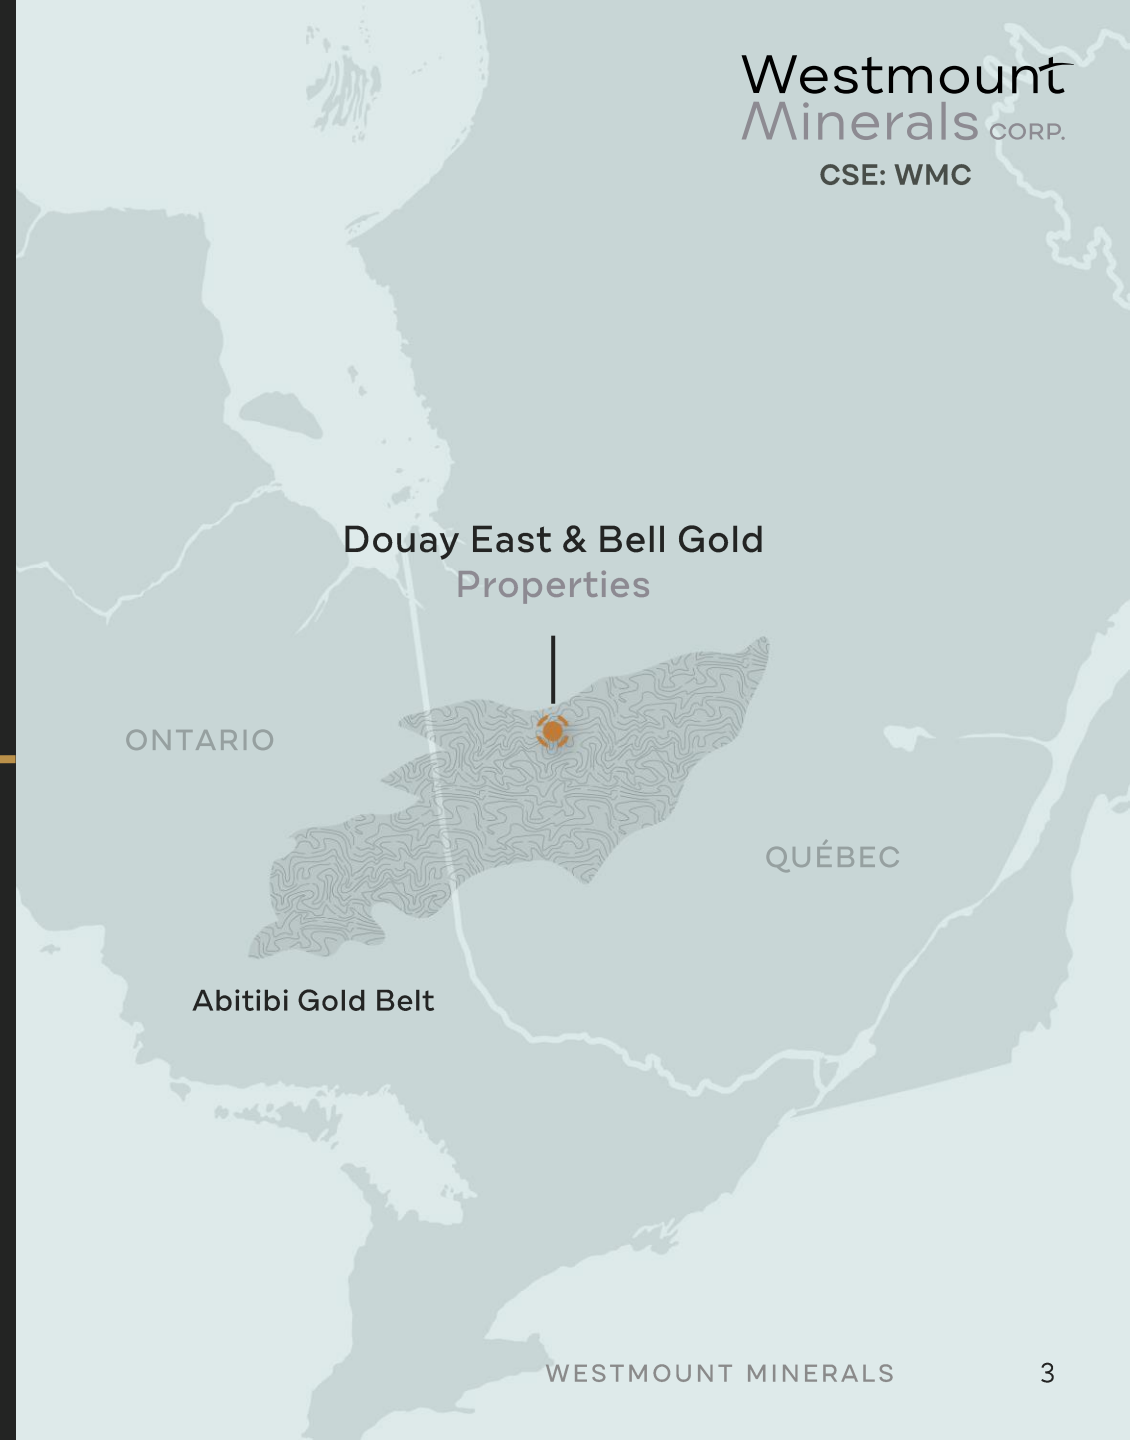 Westmount
Minerals CORP.
CSE: WMC
Douay East & Bell Gold
Properties
ONTARIO
QUÉBEC
Abitibi Gold Belt
WESTMOUNT MINERALS
3